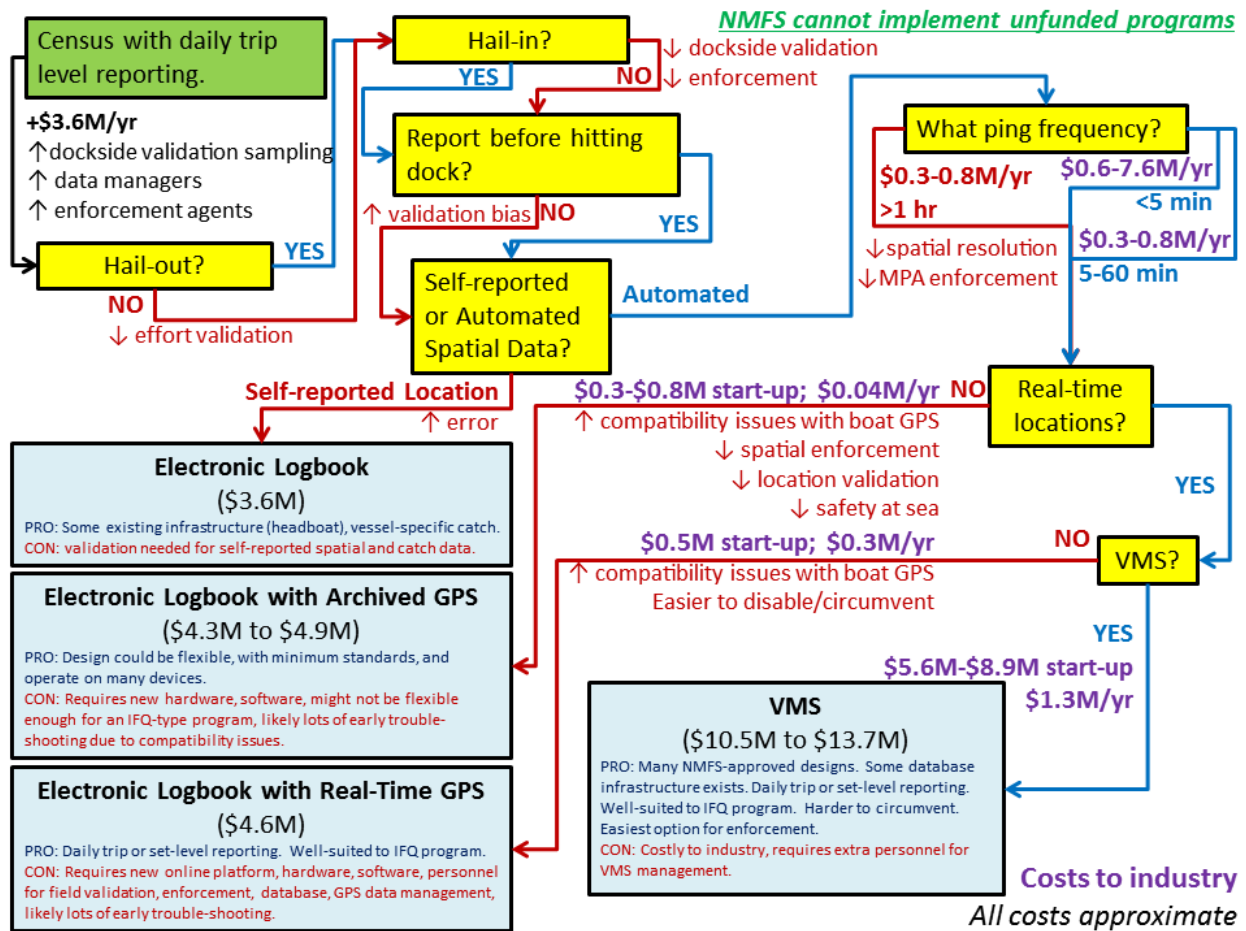 NMFS cannot implement unfunded programs
Census with daily trip
level reporting.
+$3.6M/yr
↑dockside validation sampling
↑ data managers
↑ enforcement agents
Hail-out?
YES
NO
↓ effort validation
Hail-in?
YES
NO
↓ dockside validation
↓ enforcement
Report before hitting
dock?
↑ validation bias
NO
YES
Self-reported
or Automated
Spatial Data?
Automated
Self-reported Location
↑ error
What ping frequency?
$0.3-0.8M/yr
>1 hr
↓spatial resolution
↓MPA enforcement
$0.6-7.6M/yr
<5 min
$0.3-0.8M/yr
5-60 min
Real-time
locations?
NO
$0.3-$0.8M start-up; $0.04M/yr
↑ compatibility issues with boat GPS
↓ spatial enforcement
↓ location validation
↓ safety at sea
YES
VMS?
NO
$0.5M start-up; $0.3M/yr
↑ compatibility issues with boat GPS
Easier to disable/circumvent
YES
$5.6M-$8.9M start-up
$1.3M/yr
Electronic Logbook
($3.6M)
PRO: Some existing infrastructure (headboat), vessel-specific catch.
CON: validation needed for self-reported spatial and catch data.
Electronic Logbook with Archived GPS
($4.3M to $4.9M)
PRO: Design could be flexible, with minimum standards, and
operate on many devices.
CON: Requires new hardware, software, might not be flexible
enough for an IFQ-type program, likely lots of early trouble-
shooting due to compatibility issues.
Electronic Logbook with Real-Time GPS
($4.6M)
PRO: Daily trip or set-level reporting. Well-suited to IFQ program.
CON: Requires new online platform, hardware, software, personnel
for field validation, enforcement, database, GPS data management,
likely lots of early trouble-shooting.
VMS
($10.5M to $13.7M)
PRO: Many NMFS-approved designs. Some database
infrastructure exists. Daily trip or set-level reporting.
Well-suited to IFQ program. Harder to circumvent.
Easiest option for enforcement.
CON: Costly to industry, requires extra personnel for
VMS management.
Costs to industry
All costs approximate